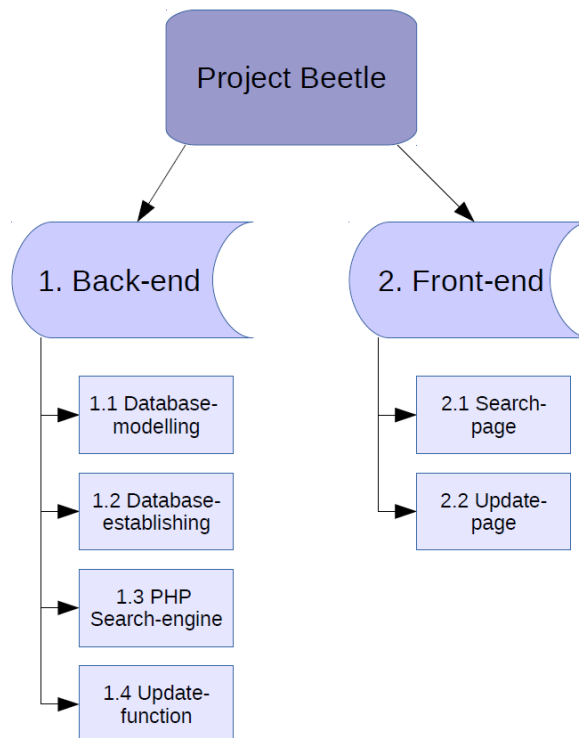 Project Beetle
1. Back-end
2. Front-end
1.1 Database-
modelling
2.1 Search-
page
1.2 Database-
establishing
2.2 Update-
page
1.3 PHP
Search-engine
1.4 Update-
function